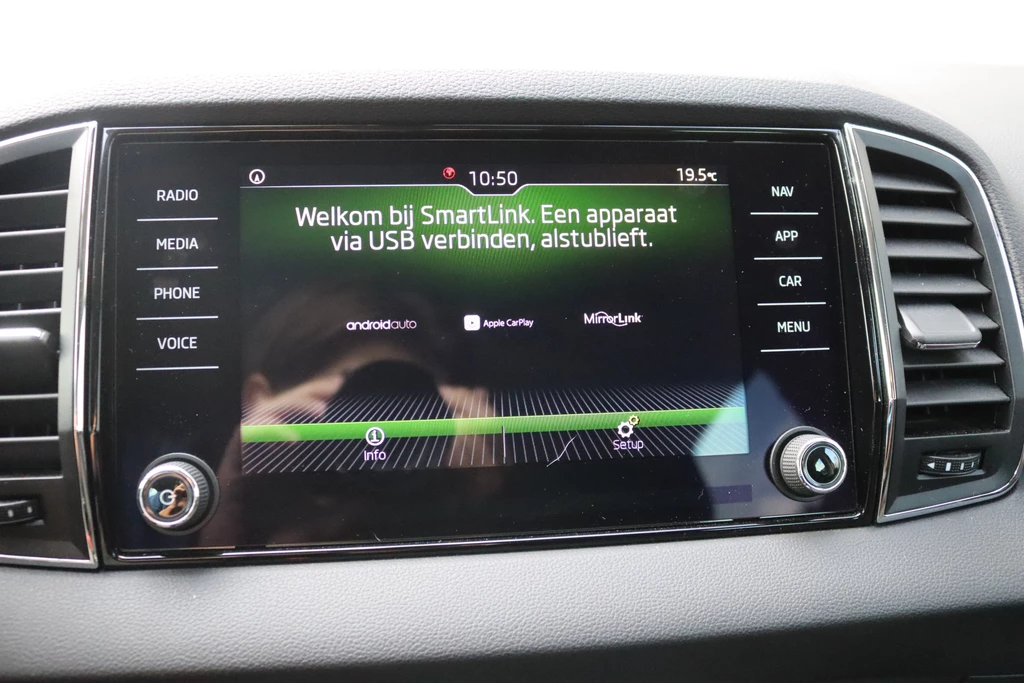 RADIO
MEDIA
PHONE
VOICE
10:50
19.5℃
Welkom bij SmartLink. Een apparaat
via USB verbinden, alstublieft.
androidauto
Apple CarPlay
MirrorLink
Info
Setup
NAV
APP
CAR
MENU